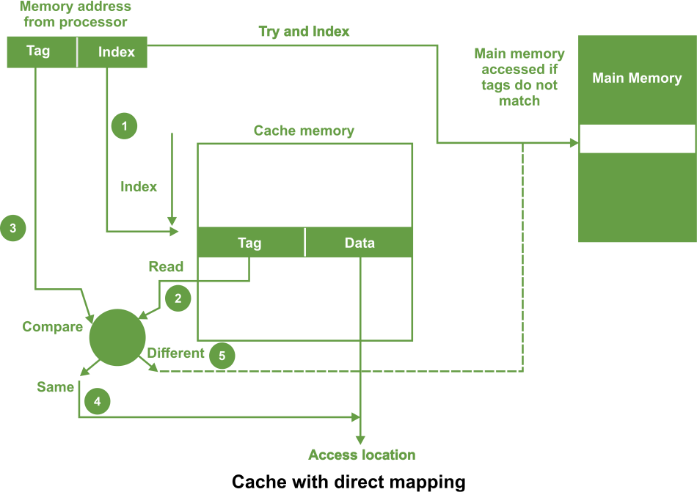 Memory address
from processor
Tag
Index
Try and Index
Memory address
accessed if
tags do not
match
Main Memory
1
Cache memory
Index
3
Tag
Data
Read
2
Compare
Different
5
Same
4
Access location
Cache with direct mapping